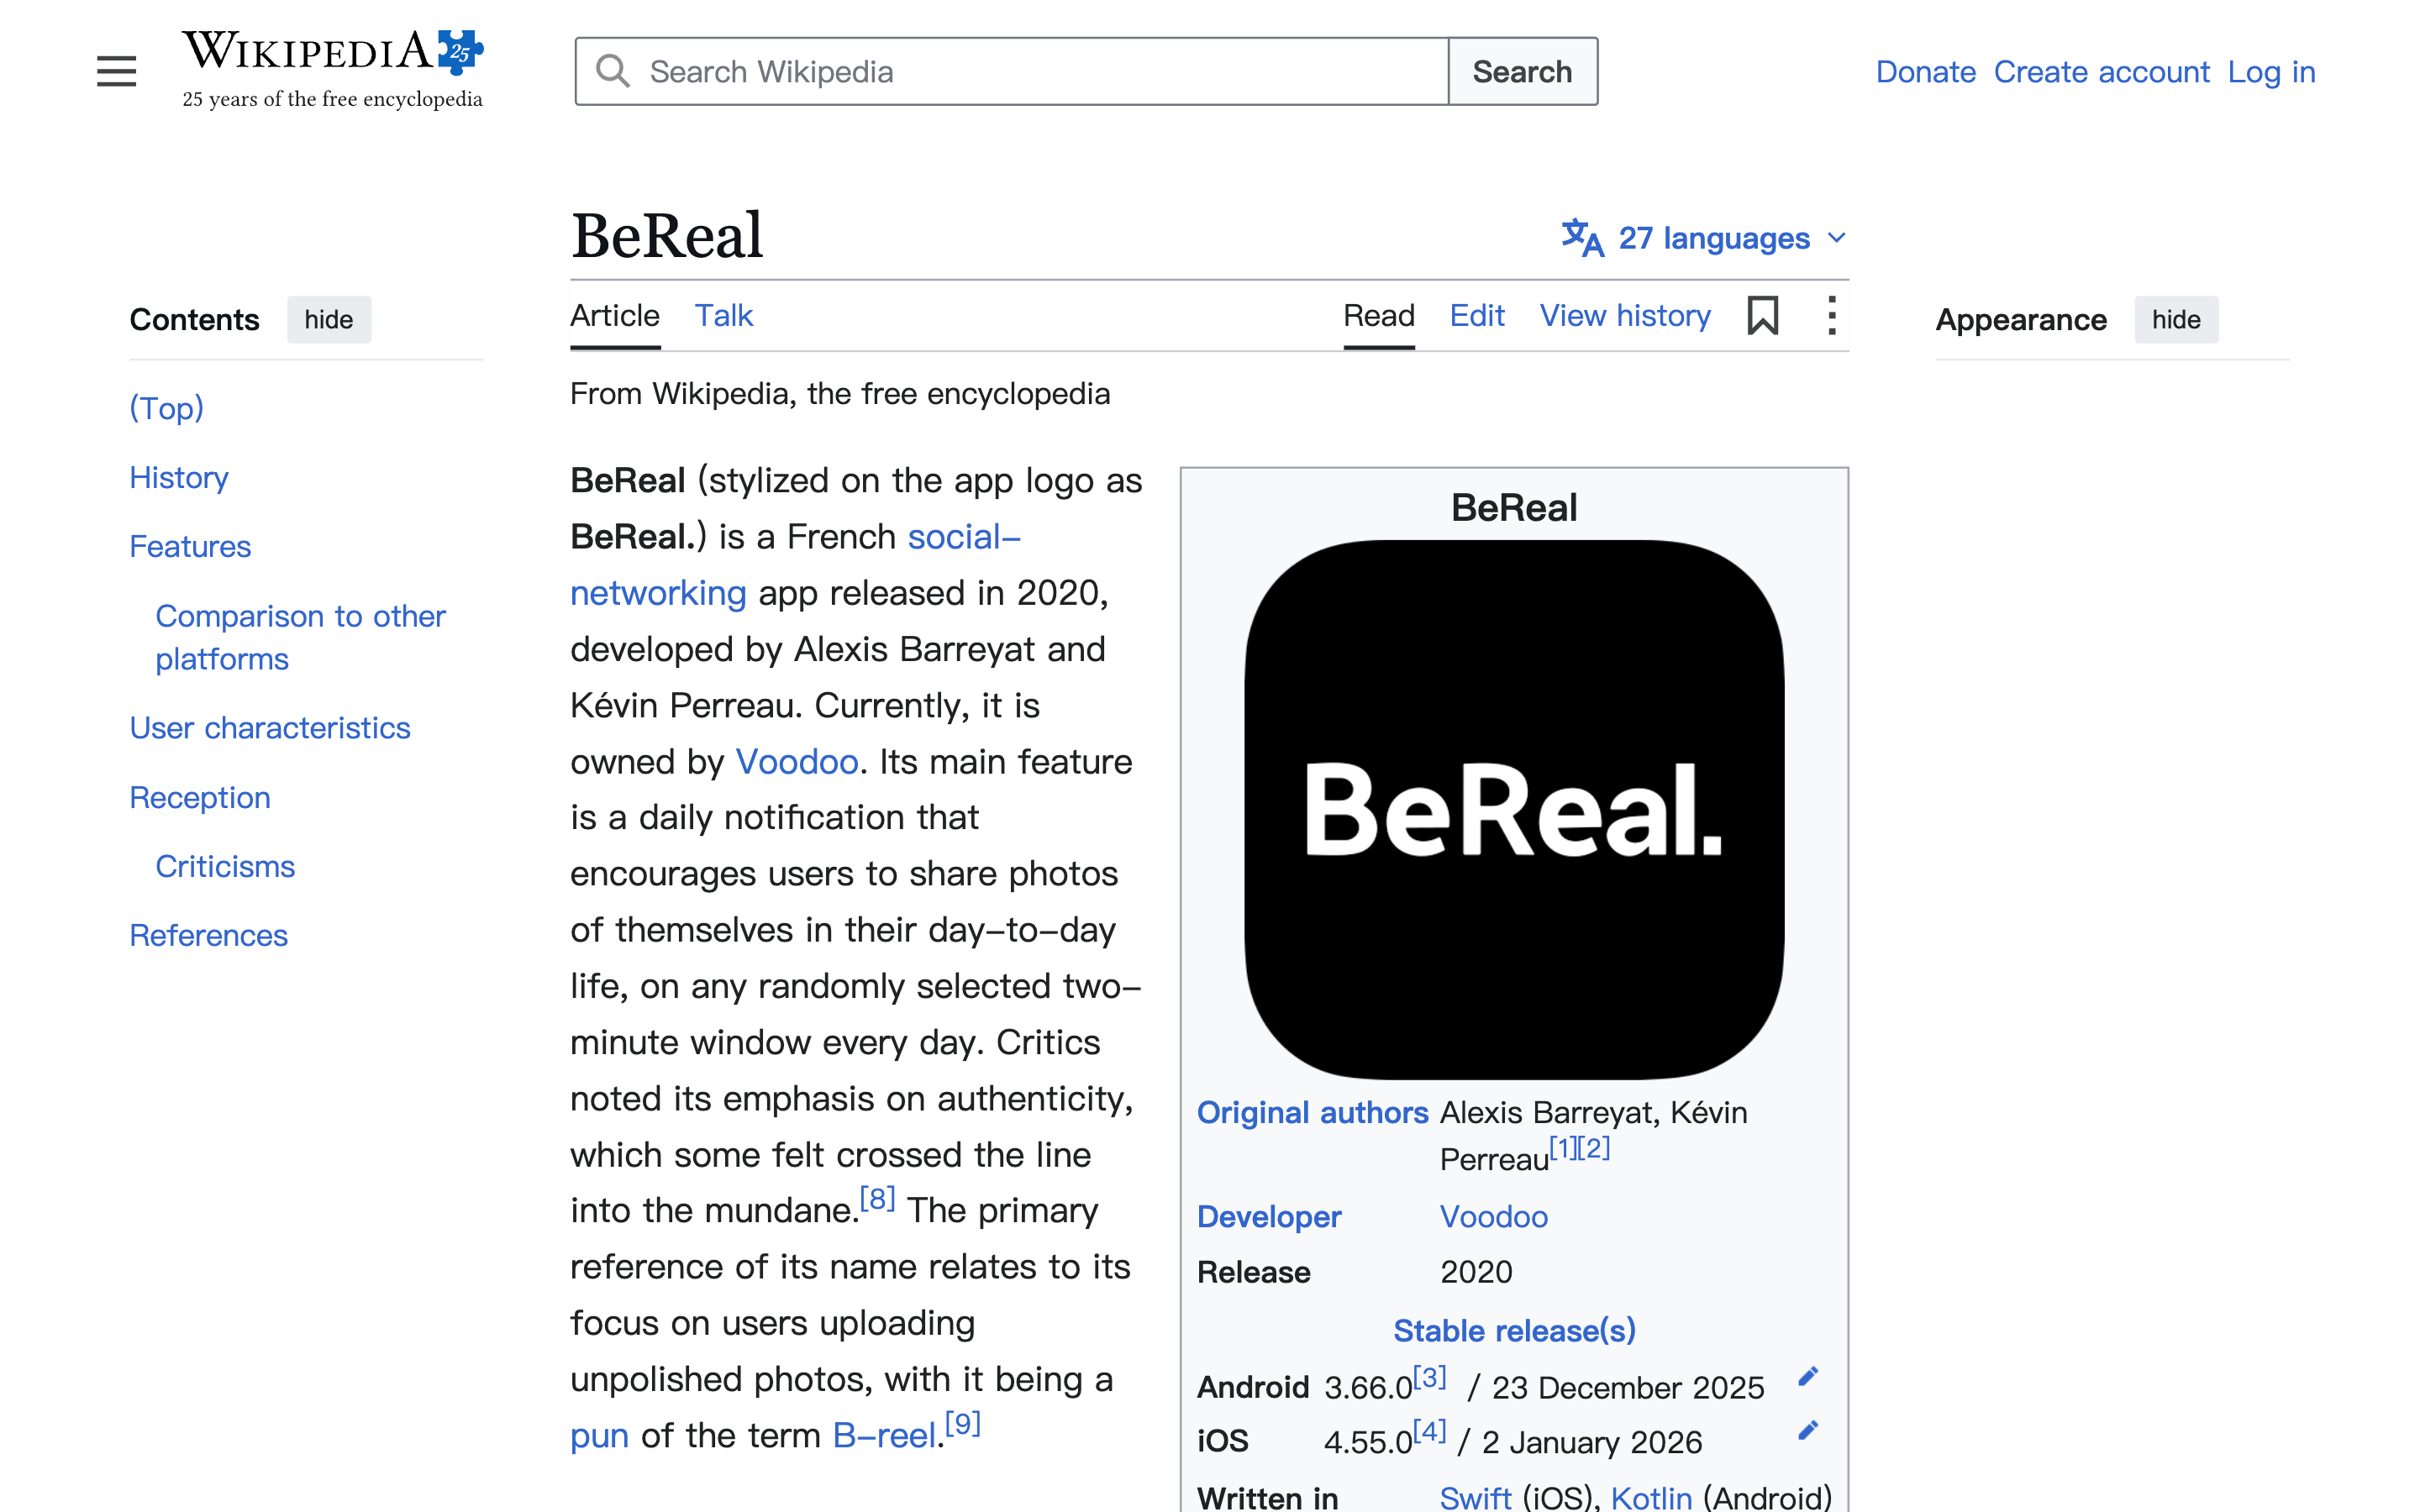 WIKIPEDIA 25
25 years of the free encyclopedia
Search Wikipedia
Search
Donate Create account Log in
BeReal
文A 27 languages
Article Talk
Read Edit View history
Contents hide
(Top)
History
Features
Comparison to other
platforms
User characteristics
Reception
Criticisms
References
Appearance hide
From Wikipedia, the free encyclopedia
BeReal (stylized on the app logo as
BeReal.) is a French social-
networking app released in 2020,
developed by Alexis Barreyat and
Kévin Perreau. Currently, it is
owned by Voodoo. Its main feature
is a daily notification that
encourages users to share photos
of themselves in their day-to-day
life, on any randomly selected two-
minute window every day. Critics
noted its emphasis on authenticity,
which some felt crossed the line
into the mundane.[8] The primary
reference of its name relates to its
focus on users uploading
unpolished photos, with it being a
pun of the term B-reel.[9]
BeReal
BeReal.
Original authors Alexis Barreyat, Kévin
Perreau[1][2]
Developer Voodoo
Release 2020
Stable release(s)
Android 3.66.0[3] / 23 December 2025
iOS 4.55.0[4] / 2 January 2026
Written in Swift (iOS), Kotlin (Android)